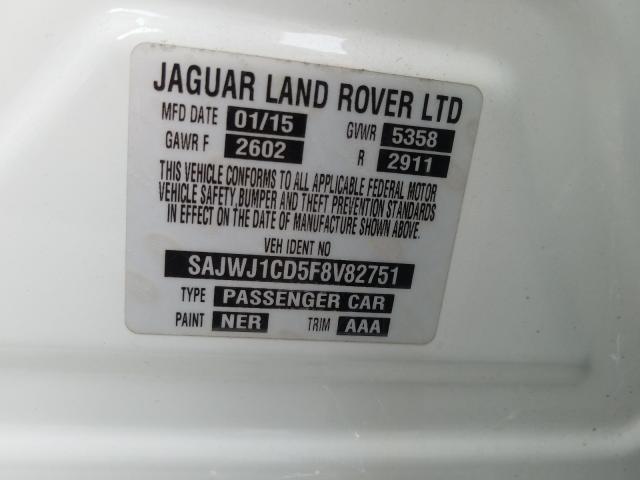 JAGUAR LAND ROVER LTD
MFD DATE 01/15 GVWR 5358
GAWR F 2602 R 2911
THIS VEHICLE CONFORMS TO ALL APPLICABLE FEDERAL MOTOR
VEHICLE SAFETY, BUMPER AND THEFT PREVENTION STANDARDS
IN EFFECT ON THE DATE OF MANUFACTURE SHOWN ABOVE.
VEH IDENT NO
SAJWJ1CD5F8V82751
TYPE PASSENGER CAR
PAINT NER TRIM AAA